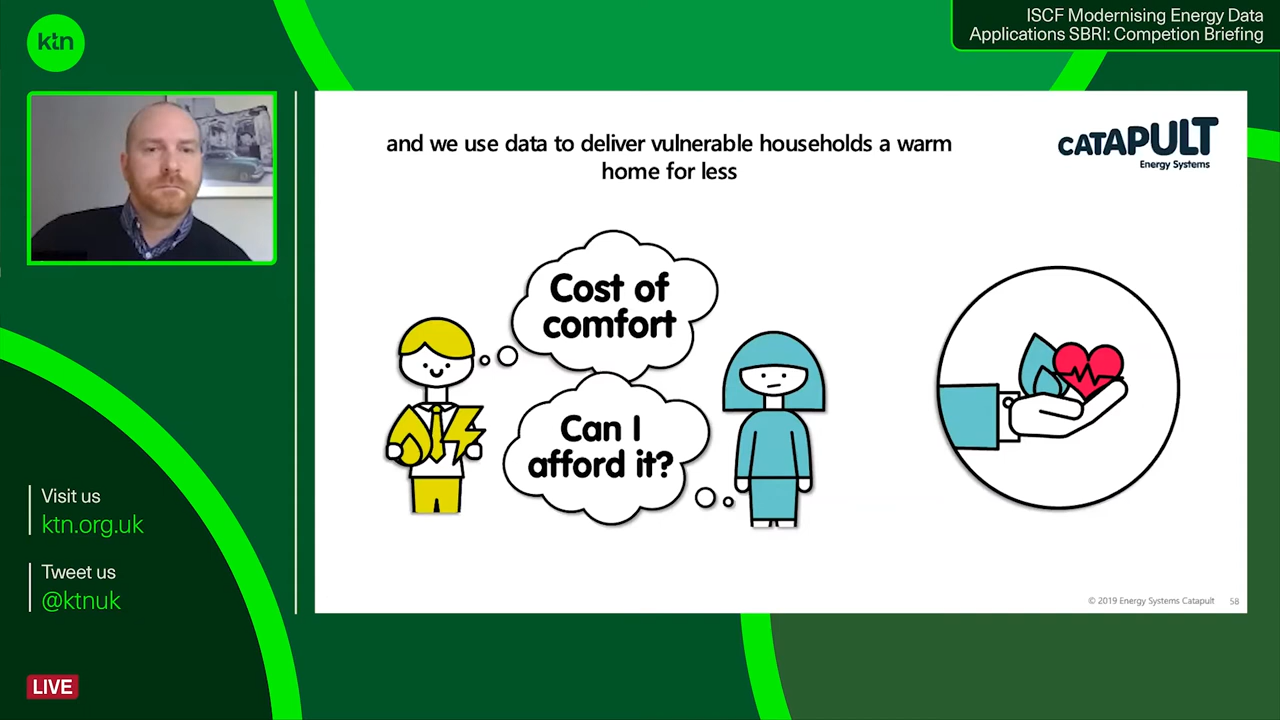 ktn
ISCF Modernising Energy Data
Applications SBRI: Competion Briefing
and we use data to deliver vulnerable households a warm
home for less
CATAPULT
Energy Systems
Cost of
comfort
Can I
afford it?
Visit us
ktn.org.uk
Tweet us
@ktnuk
LIVE
© 2019 Energy Systems Catapult 58